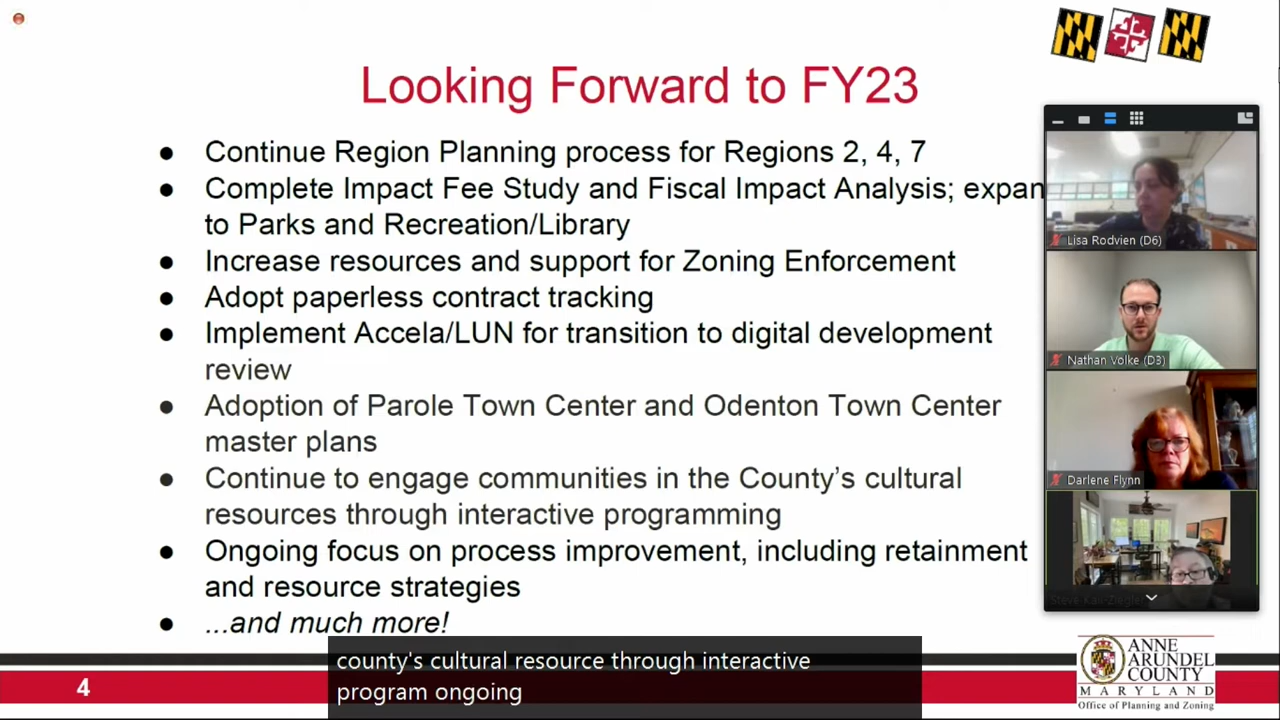 Looking Forward to FY23
● Continue Region Planning process for Regions 2, 4, 7
● Complete Impact Fee Study and Fiscal Impact Analysis; expan
to Parks and Recreation/Library
● Increase resources and support for Zoning Enforcement
● Adopt paperless contract tracking
● Implement Accela/LUN for transition to digital development
review
● Adoption of Parole Town Center and Odenton Town Center
master plans
● Continue to engage communities in the County's cultural
resources through interactive programming
● Ongoing focus on process improvement, including retainment
and resource strategies
● ...and much more!
Lisa Rodvien (D6)
Nathan Volke (D3)
Darlene Flynn
county's cultural resource through interactive
program ongoing
4
ANNE
ARUNDEL
COUNTY
MARYLAND
Office of Planning and Zoning